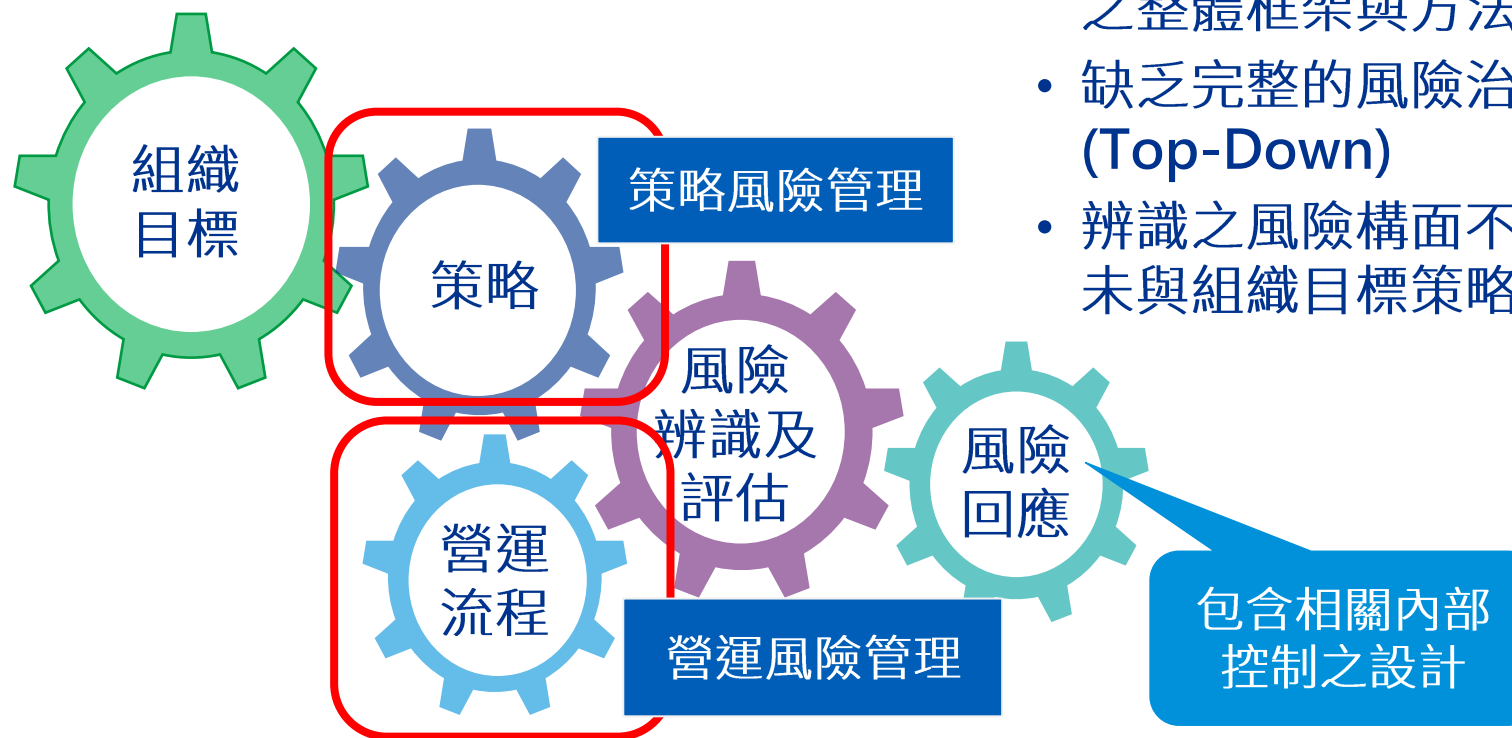 組織
目標
策略
策略風險管理
風險
辨識及
評估
風險
回應
營運
流程
營運風險管理
包含相關內部
控制之設計
之整體框架與方法
• 缺乏完整的風險治
(Top-Down)
• 辨識之風險構面不
未與組織目標策略